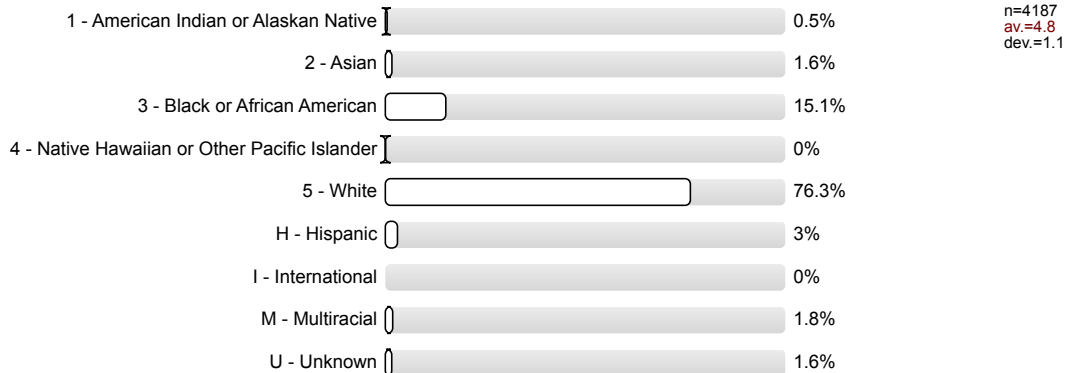 1 - American Indian or Alaskan Native 0.5%
2 - Asian 1.6%
3 - Black or African American 15.1%
4 - Native Hawaiian or Other Pacific Islander 0%
5 - White 76.3%
H - Hispanic 3%
I - International 0%
M - Multiracial 1.8%
U - Unknown 1.6%
n=4187
av.=4.8
dev.=1.1